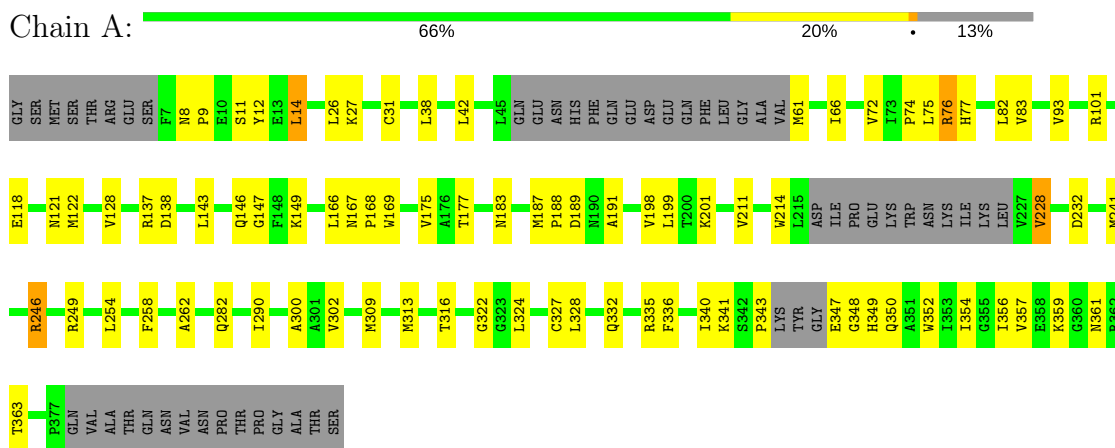 Chain A:
66% 20% • 13%
GLY SER MET SER THR ARG GLU SER F7 N8 P9 E10 S11 Y12 E13 L14 L26 K27 C31 L38 L42 L45 GLN GLU ASN HIS PHE GLN GLU ASP GLU GLN PHE LEU GLY ALA VAL M61 I66 V72 I73 P74 L75 R76 H77 L82 V83 V93 R101
E118 N121 M122 V128 R137 D138 L143 Q146 G147 F148 K149 L166 N167 P168 W169 V175 A176 T177 N183 M187 P188 D189 N190 A191 V198 L199 T200 K201 V211 W214 L215 ASP ILE PRO GLU LYS TRP ASN LYS ILE LYS LEU V227 V228 D232 M241
R246 R249 L254 F258 A262 Q282 I290 A300 A301 V302 M309 M313 T316 G322 G323 L324 C327 L328 Q332 R335 F336 I340 K341 S342 P343 LYS TYR GLY E347 G348 H349 Q350 A351 W352 I353 I354 G355 I356 V357 E358 K359 G360 N361 R362
T363 P377 GLN VAL ALA THR GLN ASN VAL ASN PRO THR PRO GLY ALA THR SER